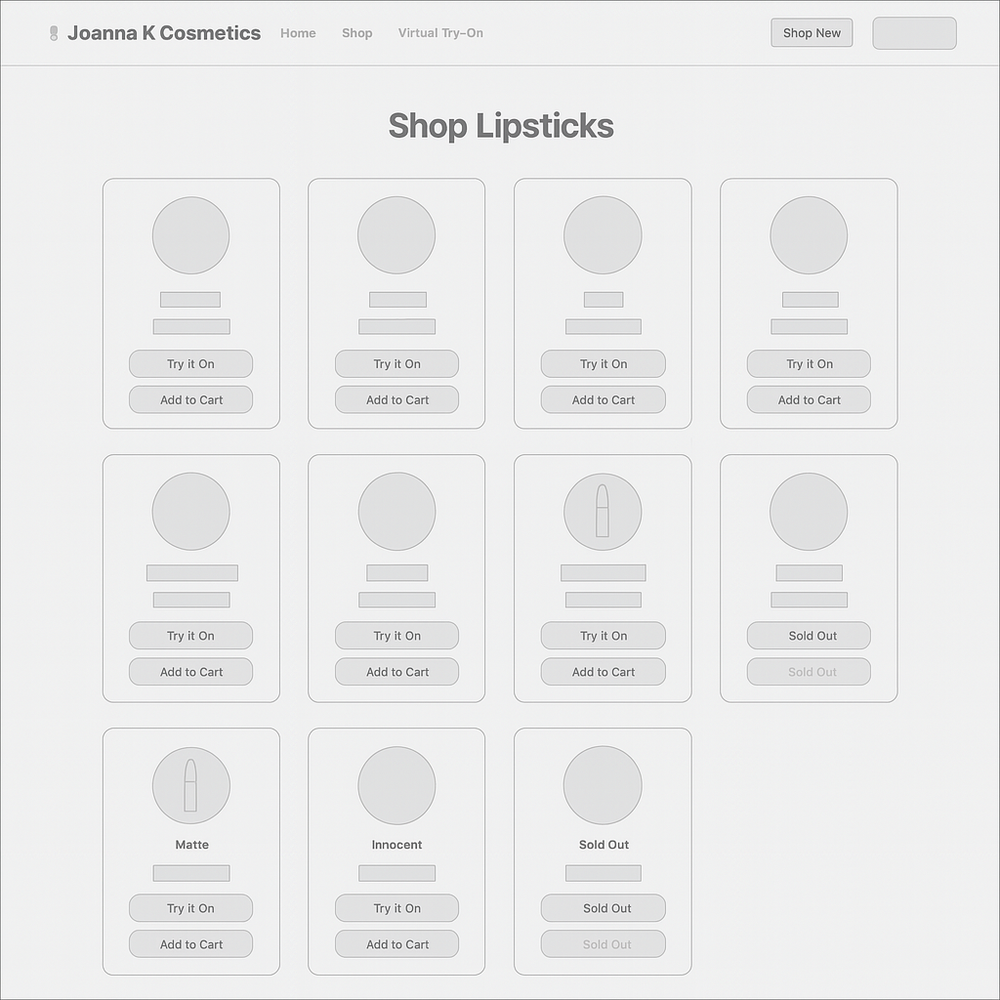 Joanna K Cosmetics Home Shop Virtual Try-On Shop New
Shop Lipsticks
Try it On Try it On Try it On Try it On
Add to Cart Add to Cart Add to Cart Add to Cart
Try it On Try it On Try it On Sold Out
Add to Cart Add to Cart Add to Cart Sold Out
Matte Innocent Sold Out
Try it On Try it On Sold Out
Add to Cart Add to Cart Sold Out